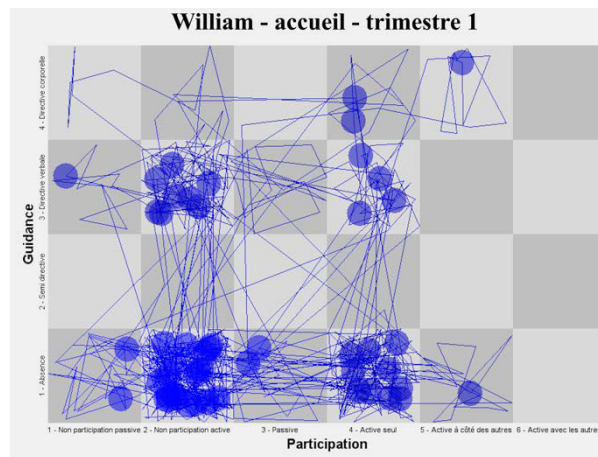 William - accueil - trimestre 1
4 - Directive corporelle
3 - Directive verbale
2 - Semi directive
1 - Absence
Guidance
1 - Non participation passive
2 - Non participation active
3 - Passive
4 - Active seul
5 - Active à côté des autres
6 - Active avec les autre
Participation